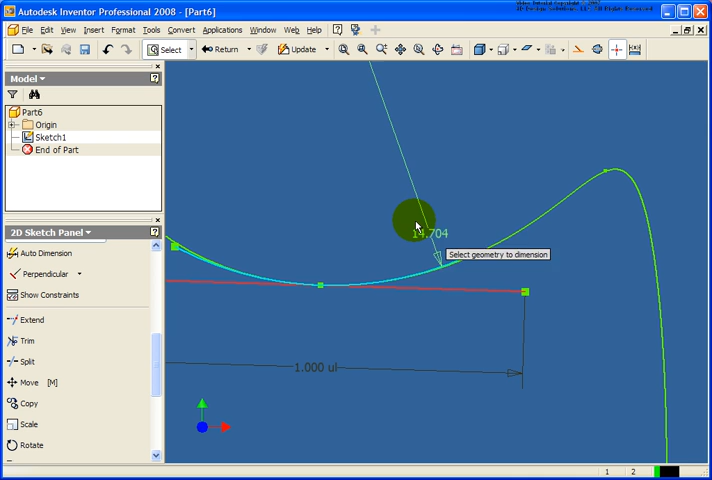 Autodesk Inventor Professional 2008 - [Part6]
File Edit View Insert Format Tools Convert Applications Window Web Help
Select Return Update
Model
Part6
Origin
Sketch1
End of Part
2D Sketch Panel
Auto Dimension
Perpendicular
Show Constraints
Extend
Trim
Split
Move [M]
Copy
Scale
Rotate
14.704
Select geometry to dimension
1.000 ul
1 2